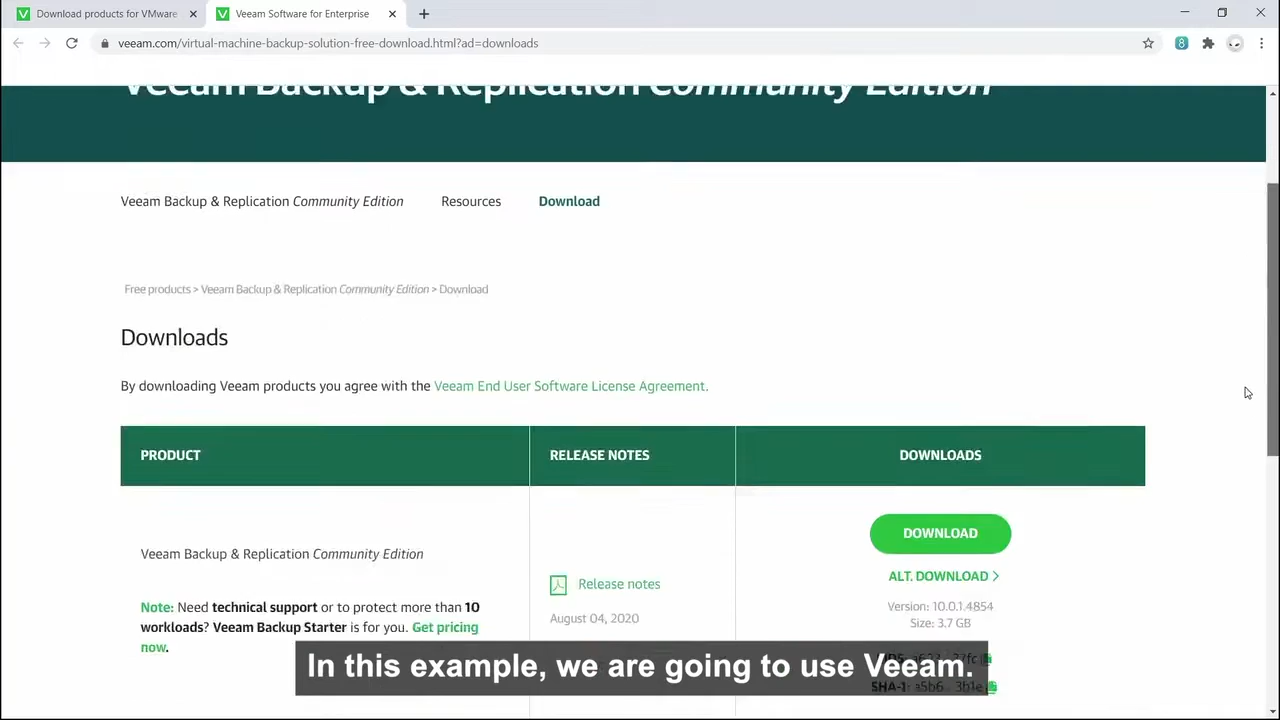 Download products for VMware
Veeam Software for Enterprise
veeam.com/virtual-machine-backup-solution-free-download.html?ad=downloads
Veeam Backup & Replication Community Edition
Veeam Backup & Replication Community Edition
Resources
Download
Free products > Veeam Backup & Replication Community Edition > Download
Downloads
By downloading Veeam products you agree with the Veeam End User Software License Agreement.
PRODUCT
RELEASE NOTES
DOWNLOADS
Veeam Backup & Replication Community Edition
Note: Need technical support or to protect more than 10
workloads? Veeam Backup Starter is for you. Get pricing
now.
Release notes
August 04, 2020
DOWNLOAD
ALT. DOWNLOAD >
Version: 10.0.1.4854
Size: 3.7 GB
SHA-1:
In this example, we are going to use Veeam.